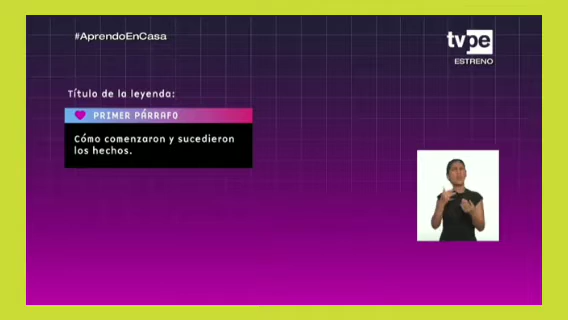 #AprendoEnCasa
tvpe
ESTRENO
Título de la leyenda:
PRIMER PÁRRAFO
Cómo comenzaron y sucedieron
los hechos.